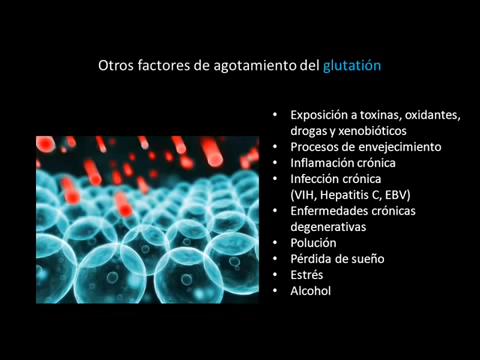 Otros factores de agotamiento del glutatión
• Exposición a toxinas, oxidantes,
drogas y xenobióticos
• Procesos de envejecimiento
• Inflamación crónica
• Infección crónica
(VIH, Hepatitis C, EBV)
• Enfermedades crónicas
degenerativas
• Polución
• Pérdida de sueño
• Estrés
• Alcohol